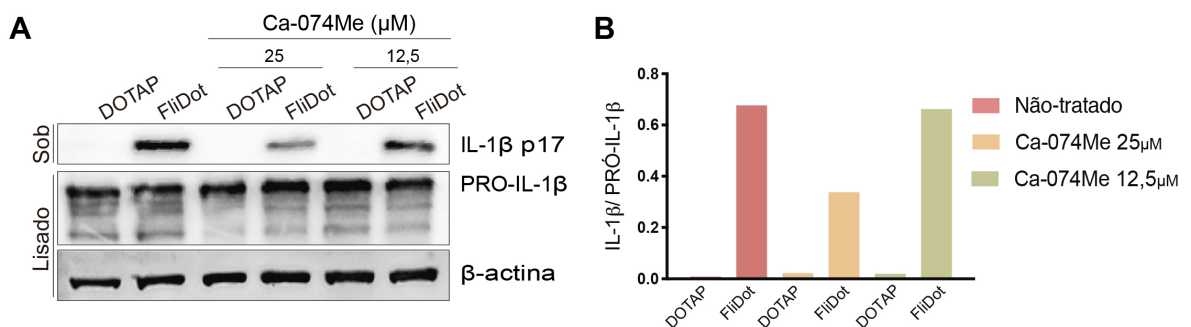 A
Ca-074Me (µM)
25
12,5
DOTAP
FliDot
DOTAP
FliDot
DOTAP
FliDot
Sob
IL-1β p17
Lisado
PRO-IL-1β
β-actina
B
IL-1β/ PRÓ-IL-1β
0.8
0.6
0.4
0.2
0.0
DOTAP
FliDot
DOTAP
FliDot
DOTAP
FliDot
Não-tratado
Ca-074Me 25µM
Ca-074Me 12,5µM